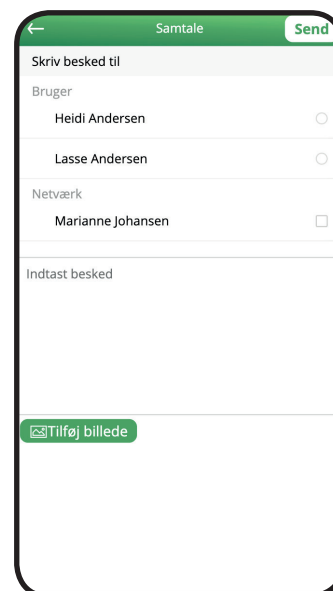 Samtale
Send
Skriv besked til
Bruger
Heidi Andersen
Lasse Andersen
Netværk
Marianne Johansen
Indtast besked
Tilføj billede